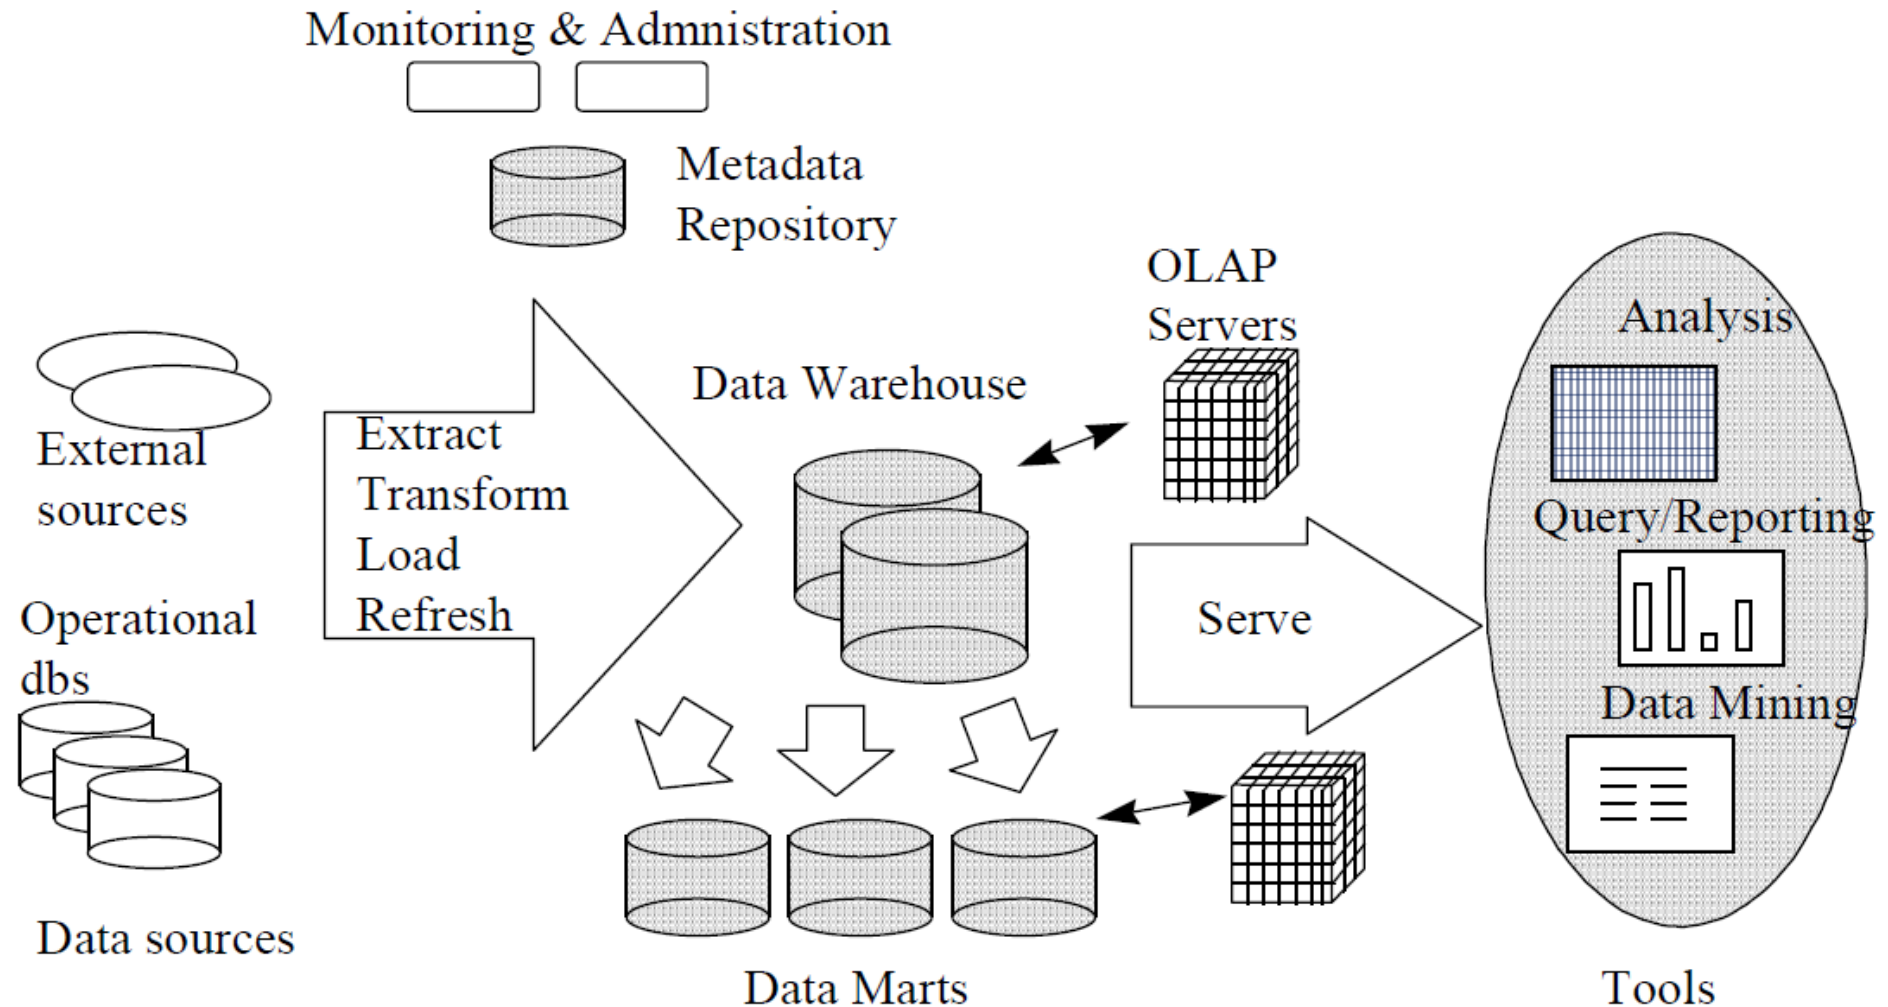 Monitoring & Admnistration
Metadata
Repository
OLAP
Servers
Analysis
Data Warehouse
External
sources
Extract
Transform
Load
Refresh
Query/Reporting
Operational
dbs
Serve
Data Mining
Data sources
Data Marts
Tools